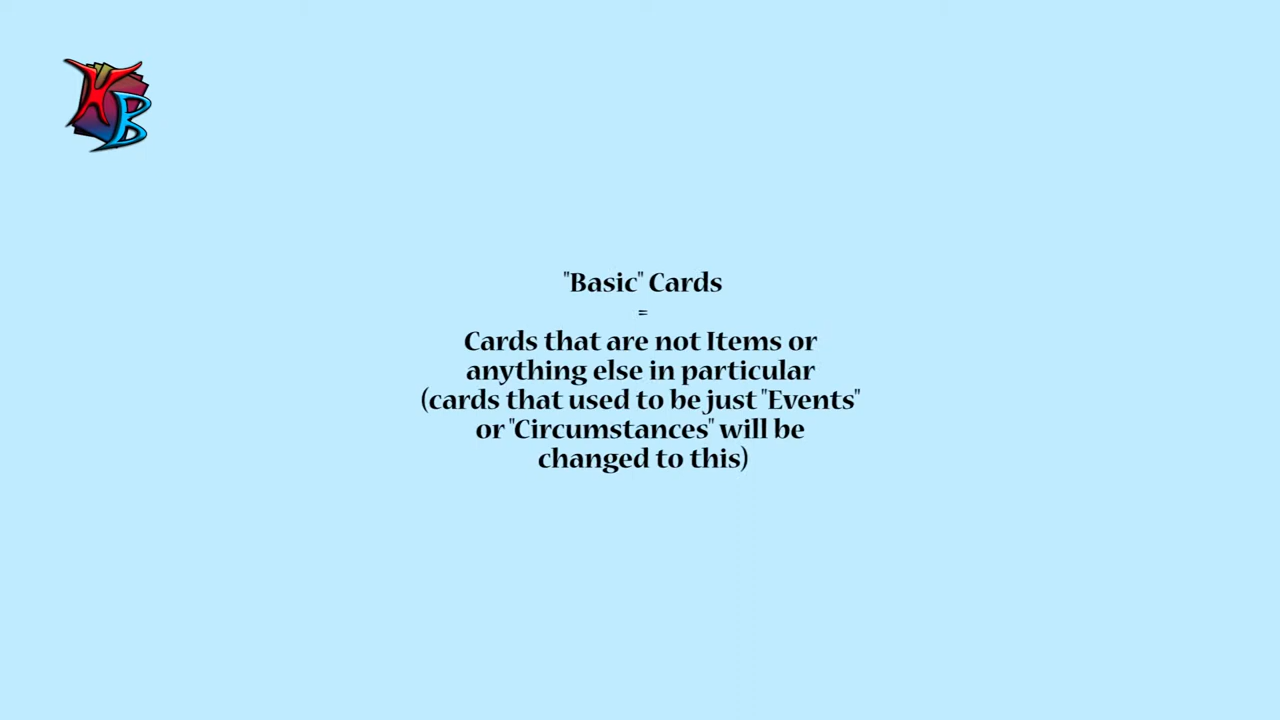 KB
"Basic" Cards
=
Cards that are not Items or
anything else in particular
(cards that used to be just "Events"
or "Circumstances" will be
changed to this)